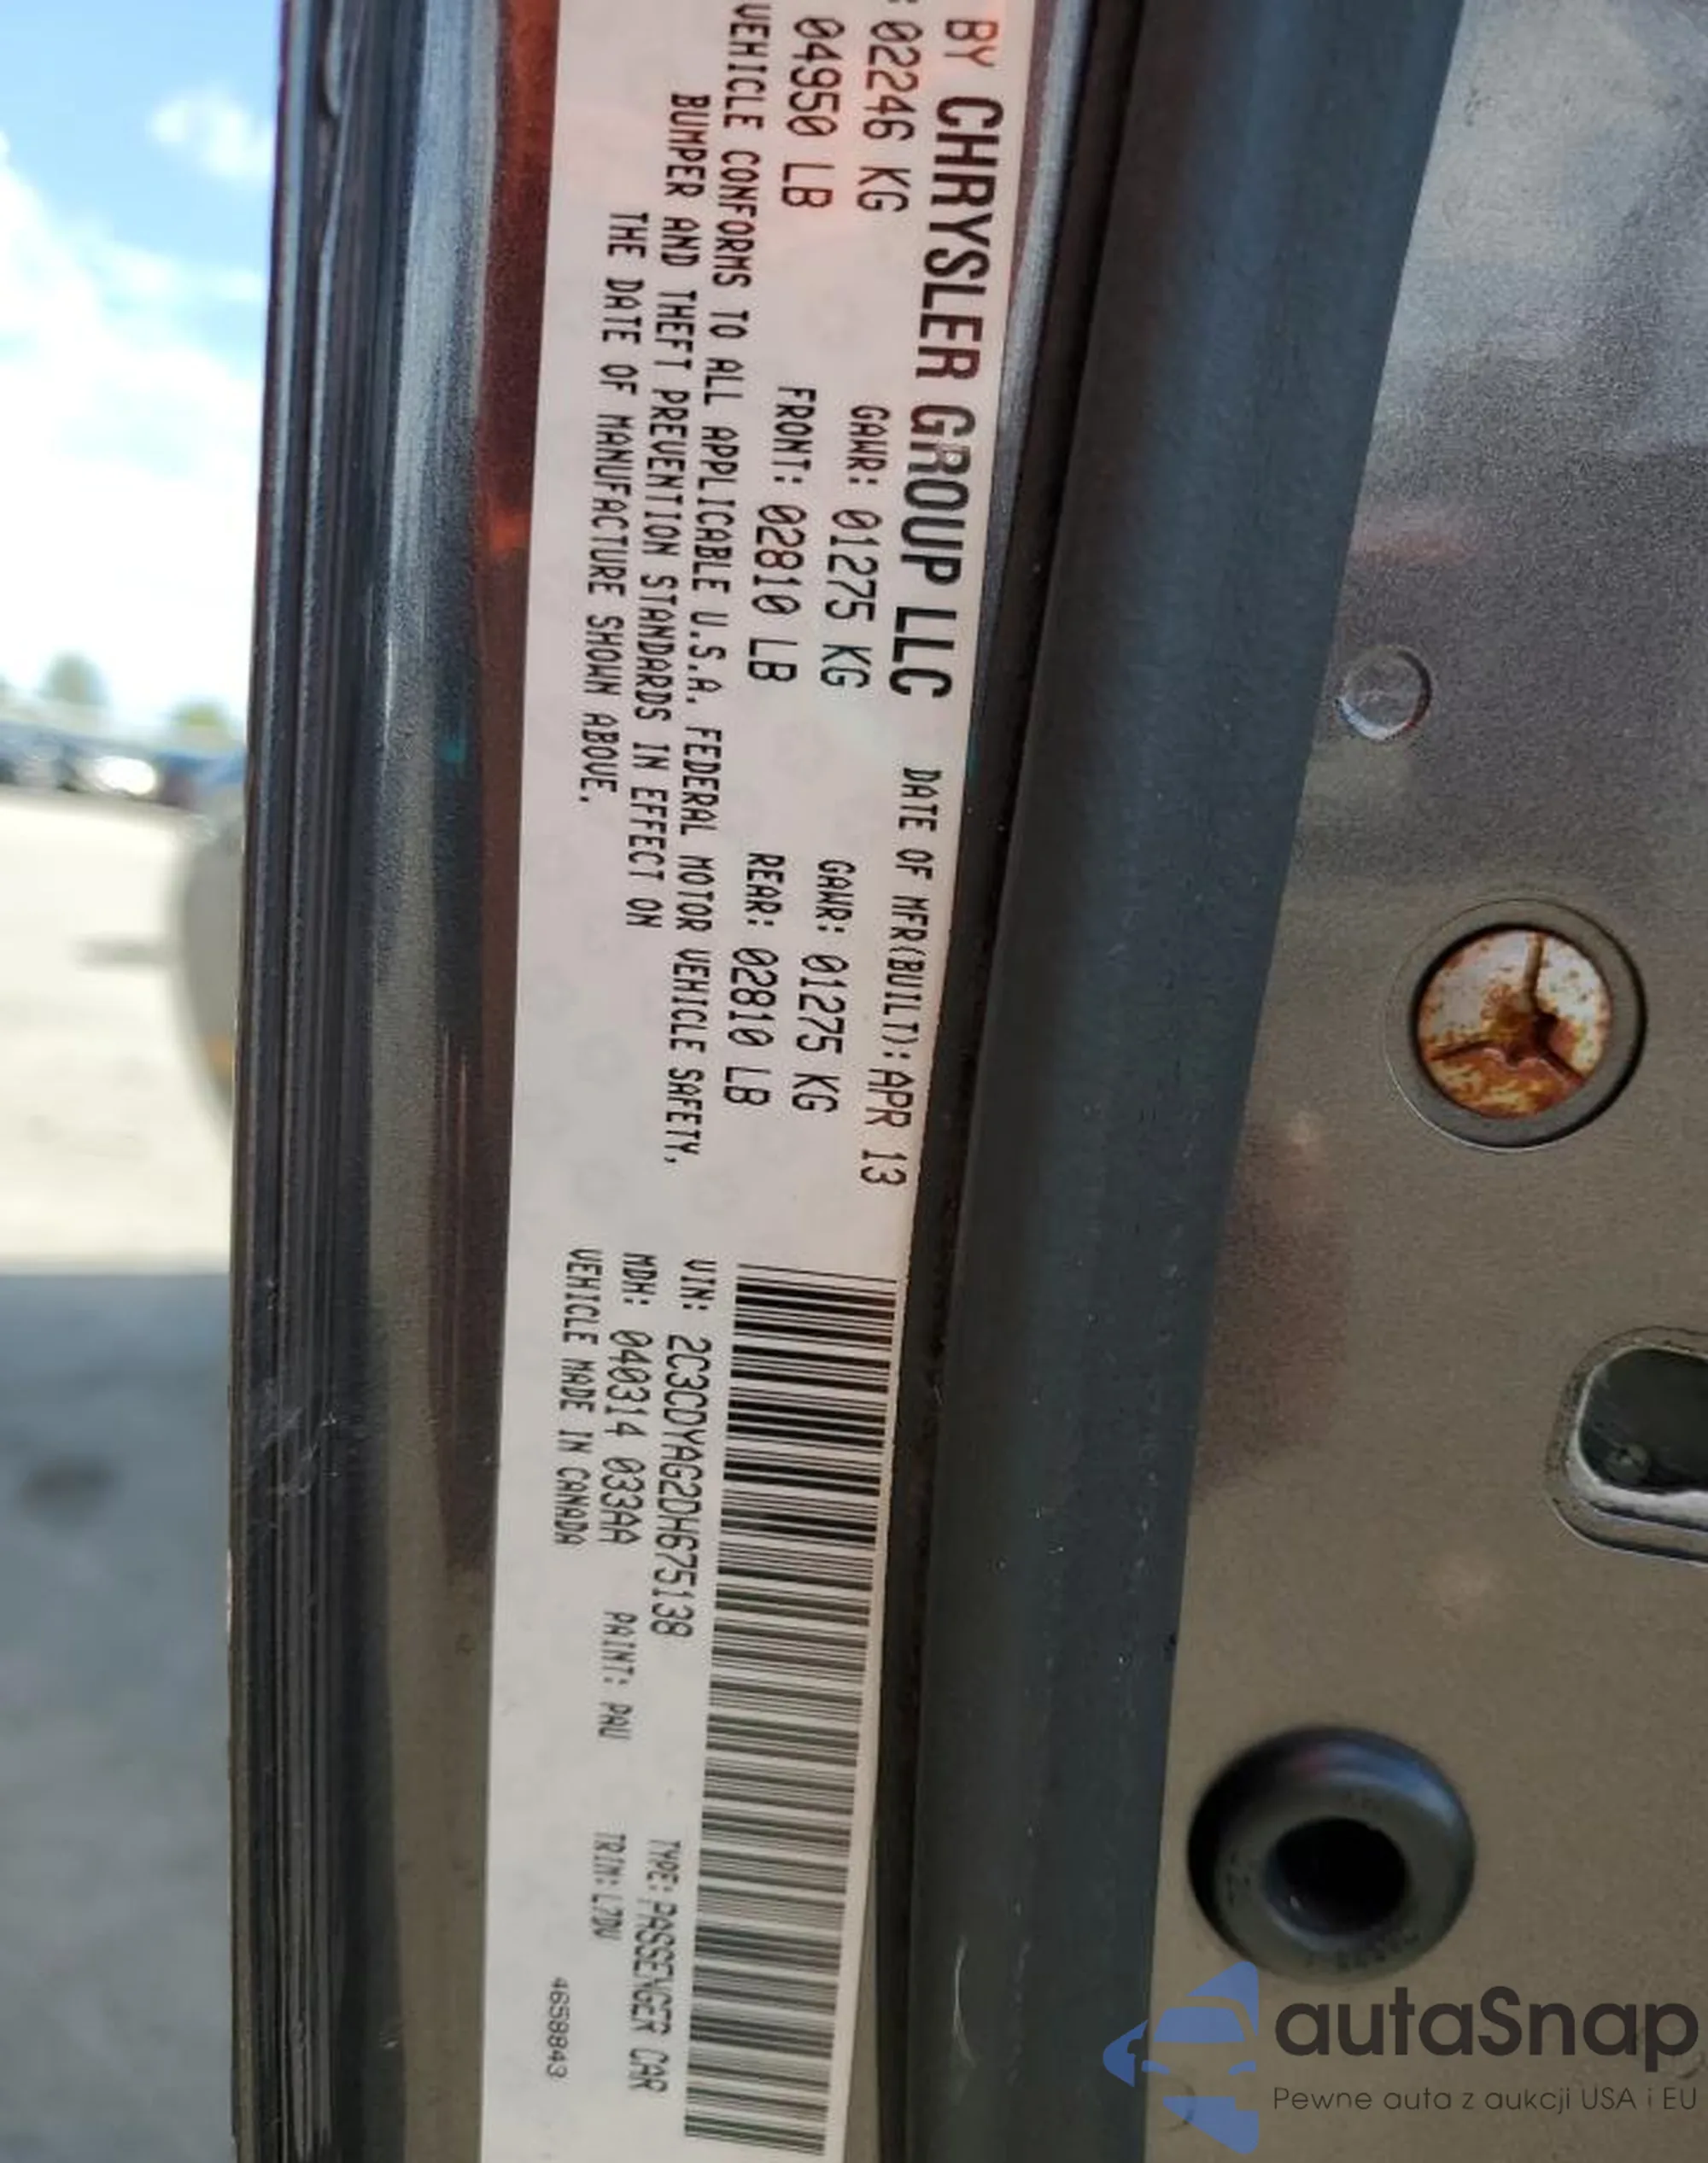 BY CHRYSLER GROUP LLC DATE OF MFR(BUILT): APR 13
: 02246 KG GAWR: 01275 KG GAWR: 01275 KG
04950 LB FRONT: 02810 LB REAR: 02810 LB
VEHICLE CONFORMS TO ALL APPLICABLE U.S.A. FEDERAL MOTOR VEHICLE SAFETY,
BUMPER AND THEFT PREVENTION STANDARDS IN EFFECT ON
THE DATE OF MANUFACTURE SHOWN ABOVE.
VIN: 2C3CDYAG2DH675138 TYPE: PASSENGER CAR
MDH: 040314 033AA PAINT: PAU TRIM: L7DV
VEHICLE MADE IN CANADA 4658843
autaSnap
Pewne auta z aukcji USA i EU